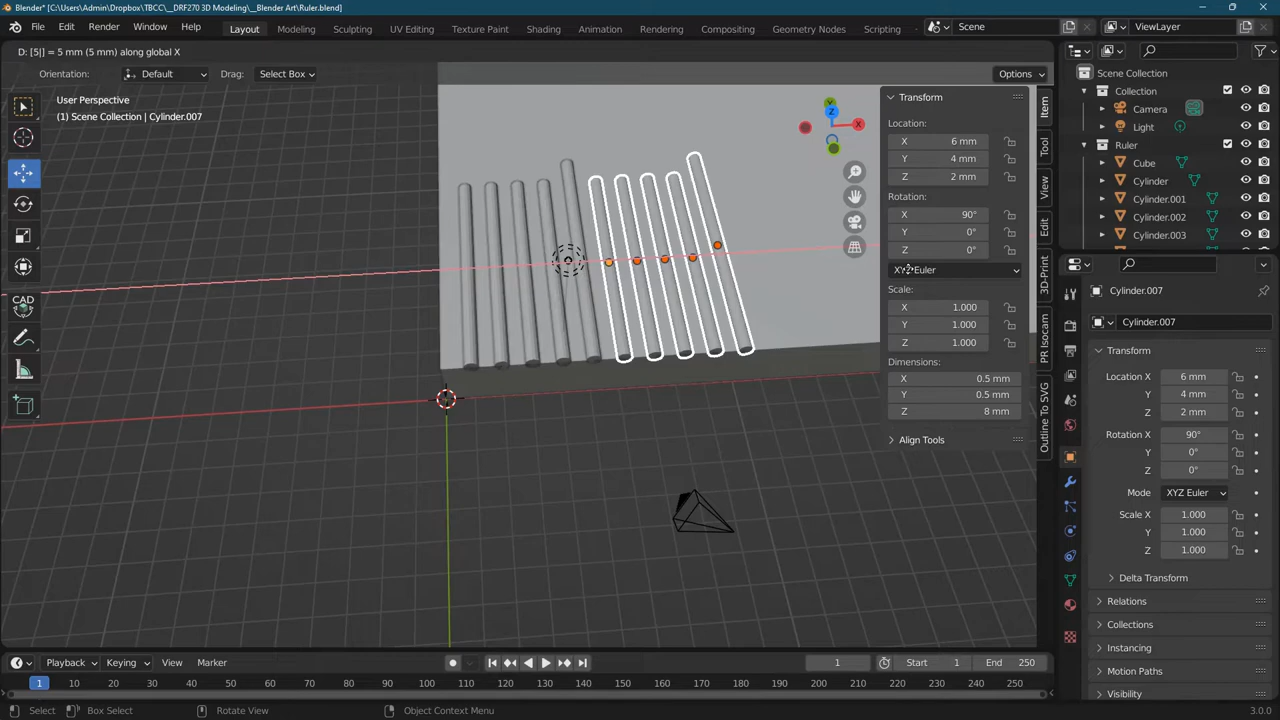 Blender* [C:\Users\Admin\Dropbox\TBCC\__DRF270 3D Modeling\__Blender Art\Ruler.blend]
File Edit Render Window Help Layout Modeling Sculpting UV Editing Texture Paint Shading Animation Rendering Compositing Geometry Nodes Scripting Scene ViewLayer
D: [5|] = 5 mm (5 mm) along global X
Orientation: Default Drag: Select Box Options
User Perspective
(1) Scene Collection | Cylinder.007
CAD
Z
Y
X
Transform
Location:
X 6 mm
Y 4 mm
Z 2 mm
Rotation:
X 90°
Y 0°
Z 0°
XYZ Euler
Scale:
X 1.000
Y 1.000
Z 1.000
Dimensions:
X 0.5 mm
Y 0.5 mm
Z 8 mm
Align Tools
Item
Tool
View
Edit
3D-Print
PR Isocam
Outline To SVG
Scene Collection
Collection
Camera
Light
Ruler
Cube
Cylinder
Cylinder.001
Cylinder.002
Cylinder.003
Cylinder.007
Cylinder.007
Transform
Location X 6 mm
Y 4 mm
Z 2 mm
Rotation X 90°
Y 0°
Z 0°
Mode XYZ Euler
Scale X 1.000
Y 1.000
Z 1.000
Delta Transform
Relations
Collections
Instancing
Motion Paths
Visibility
Playback Keying View Marker 1 Start 1 End 250
1 10 20 30 40 50 60 70 80 90 100 110 120 130 140 150 160 170 180 190 200 210 220 230 240 250
Select Box Select Rotate View Object Context Menu 3.0.0